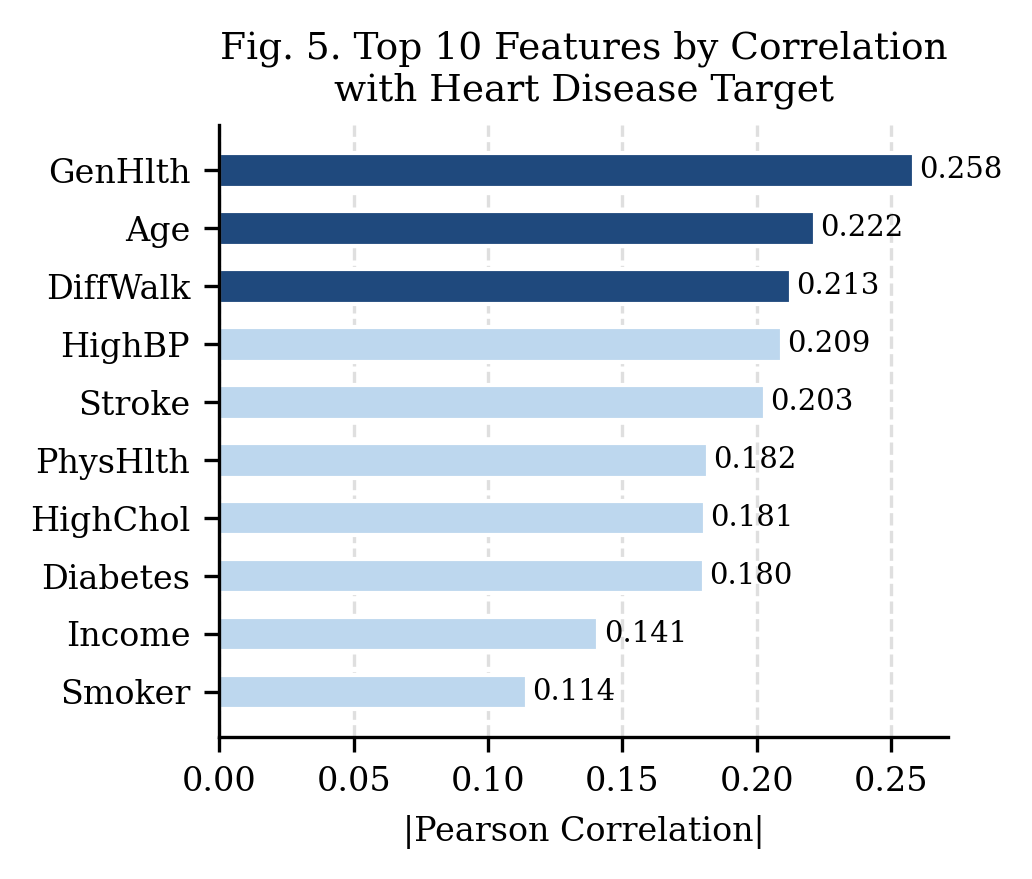 Fig. 5. Top 10 Features by Correlation
with Heart Disease Target
GenHlth 0.258
Age 0.222
DiffWalk 0.213
HighBP 0.209
Stroke 0.203
PhysHlth 0.182
HighChol 0.181
Diabetes 0.180
Income 0.141
Smoker 0.114
0.00 0.05 0.10 0.15 0.20 0.25
|Pearson Correlation|